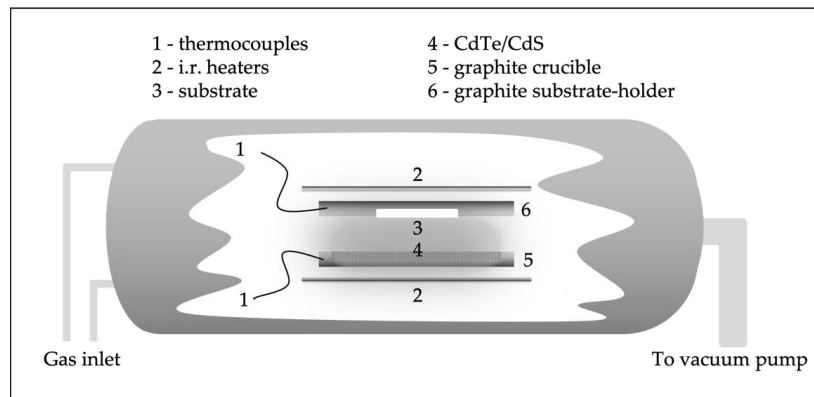 1 - thermocouples
2 - i.r. heaters
3 - substrate
4 - CdTe/CdS
5 - graphite crucible
6 - graphite substrate-holder
1
2
6
3
4
5
1
2
Gas inlet
To vacuum pump